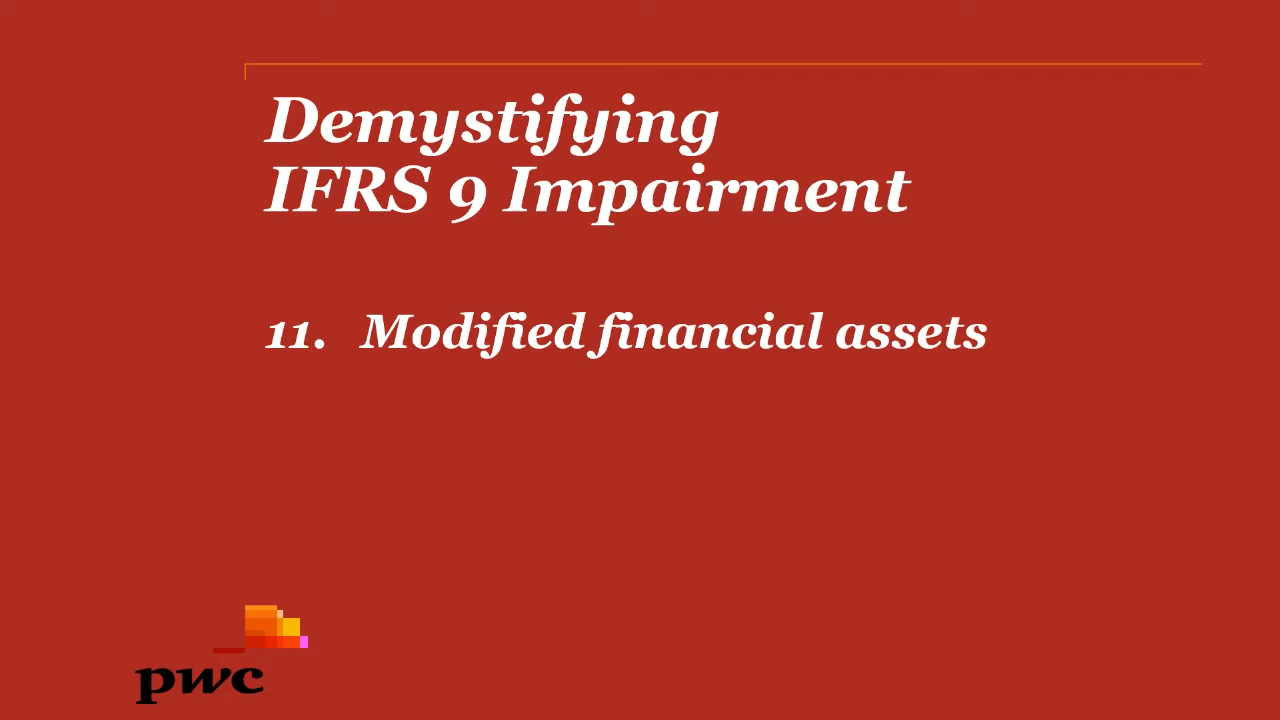 Demystifying
IFRS 9 Impairment
11. Modified financial assets
pwc